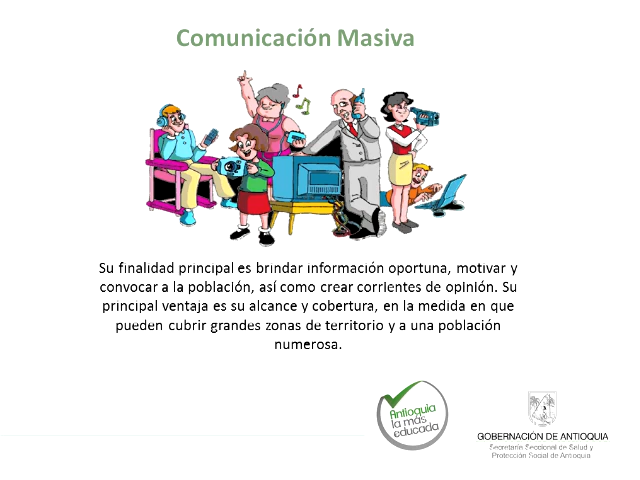 Comunicación Masiva
Su finalidad principal es brindar información oportuna, motivar y
convocar a la población, así como crear corrientes de opinión. Su
principal ventaja es su alcance y cobertura, en la medida en que
pueden cubrir grandes zonas de territorio y a una población
numerosa.
Antioquia
la más
educada
GOBERNACIÓN DE ANTIOQUIA
Secretaría Seccional de Salud y
Protección Social de Antioquia